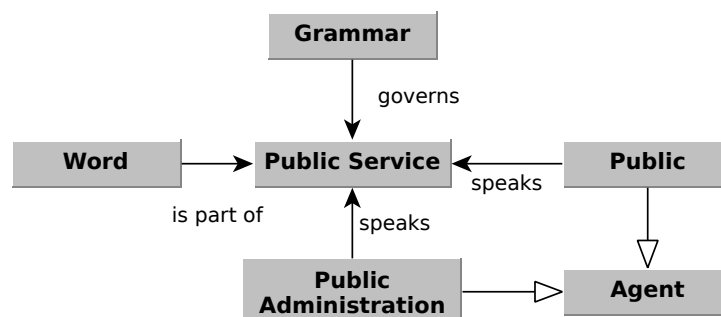 Grammar
governs
Word
Public Service
Public
speaks
is part of
speaks
Public
Administration
Agent